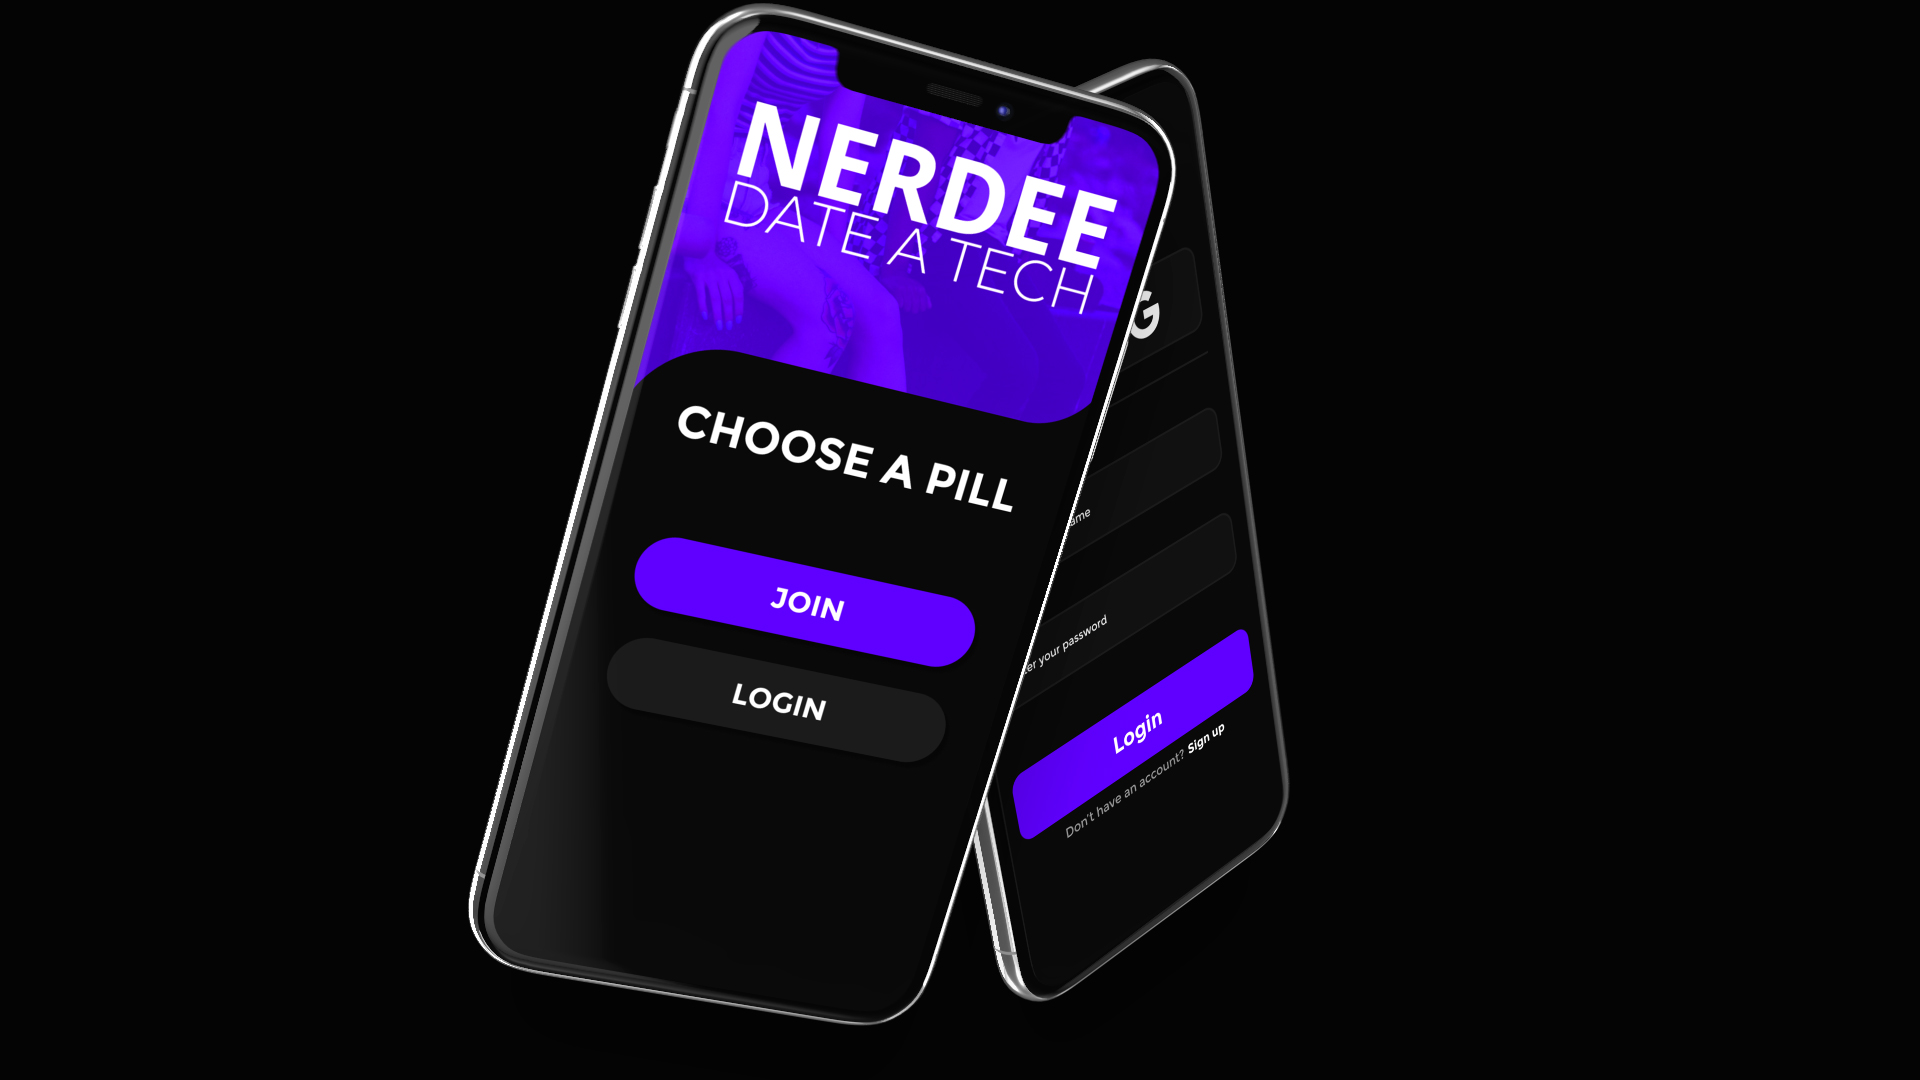 NERDEE
DATE A TECH
CHOOSE A PILL
JOIN
LOGIN
G
your password
Login
Don't have an account? Sign up